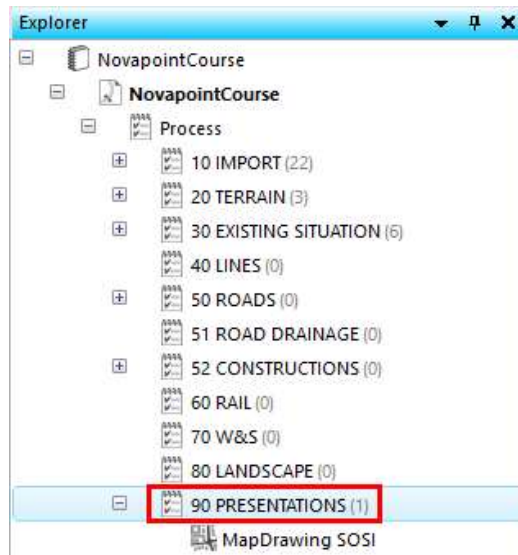 Explorer
NovapointCourse
NovapointCourse
Process
10 IMPORT (22)
20 TERRAIN (3)
30 EXISTING SITUATION (6)
40 LINES (0)
50 ROADS (0)
51 ROAD DRAINAGE (0)
52 CONSTRUCTIONS (0)
60 RAIL (0)
70 W&S (0)
80 LANDSCAPE (0)
90 PRESENTATIONS (1)
MapDrawing SOSI